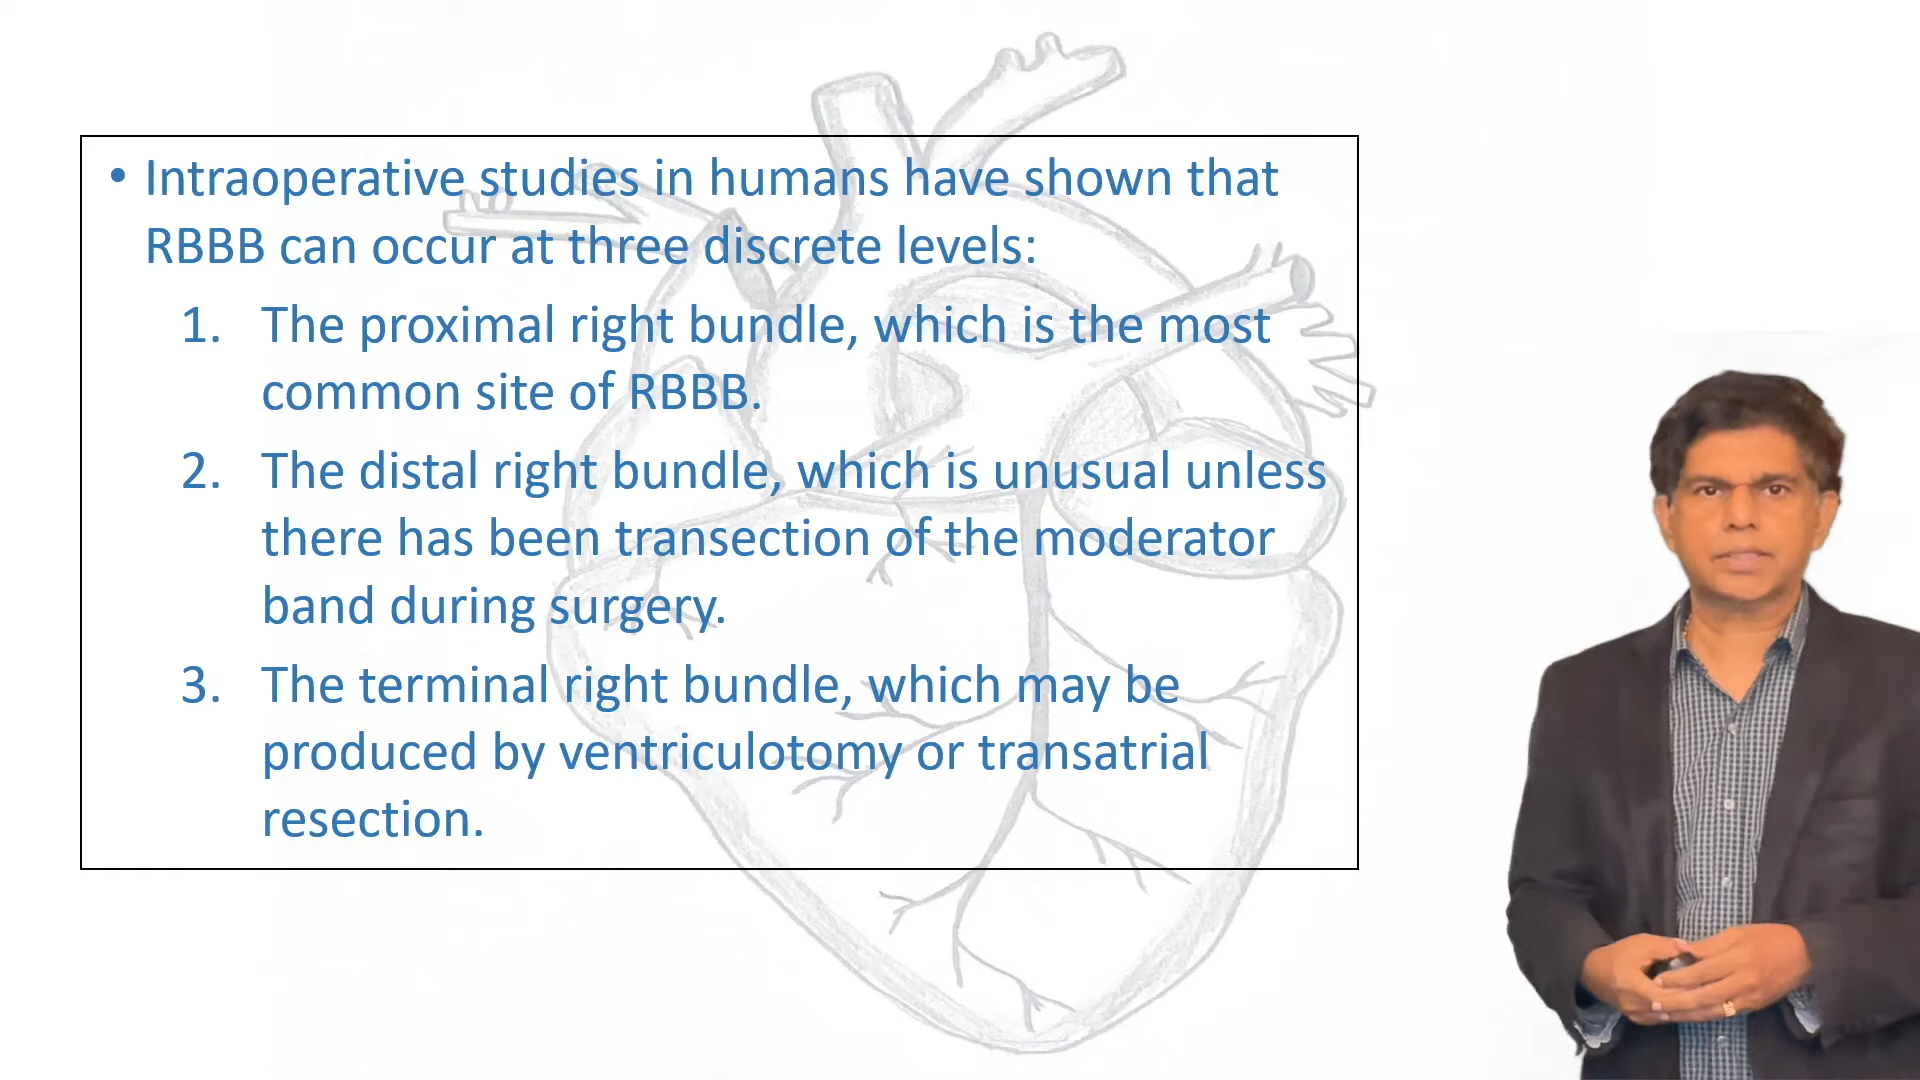 • Intraoperative studies in humans have shown that
RBBB can occur at three discrete levels:
1. The proximal right bundle, which is the most
common site of RBBB.
2. The distal right bundle, which is unusual unless
there has been transection of the moderator
band during surgery.
3. The terminal right bundle, which may be
produced by ventriculotomy or transatrial
resection.